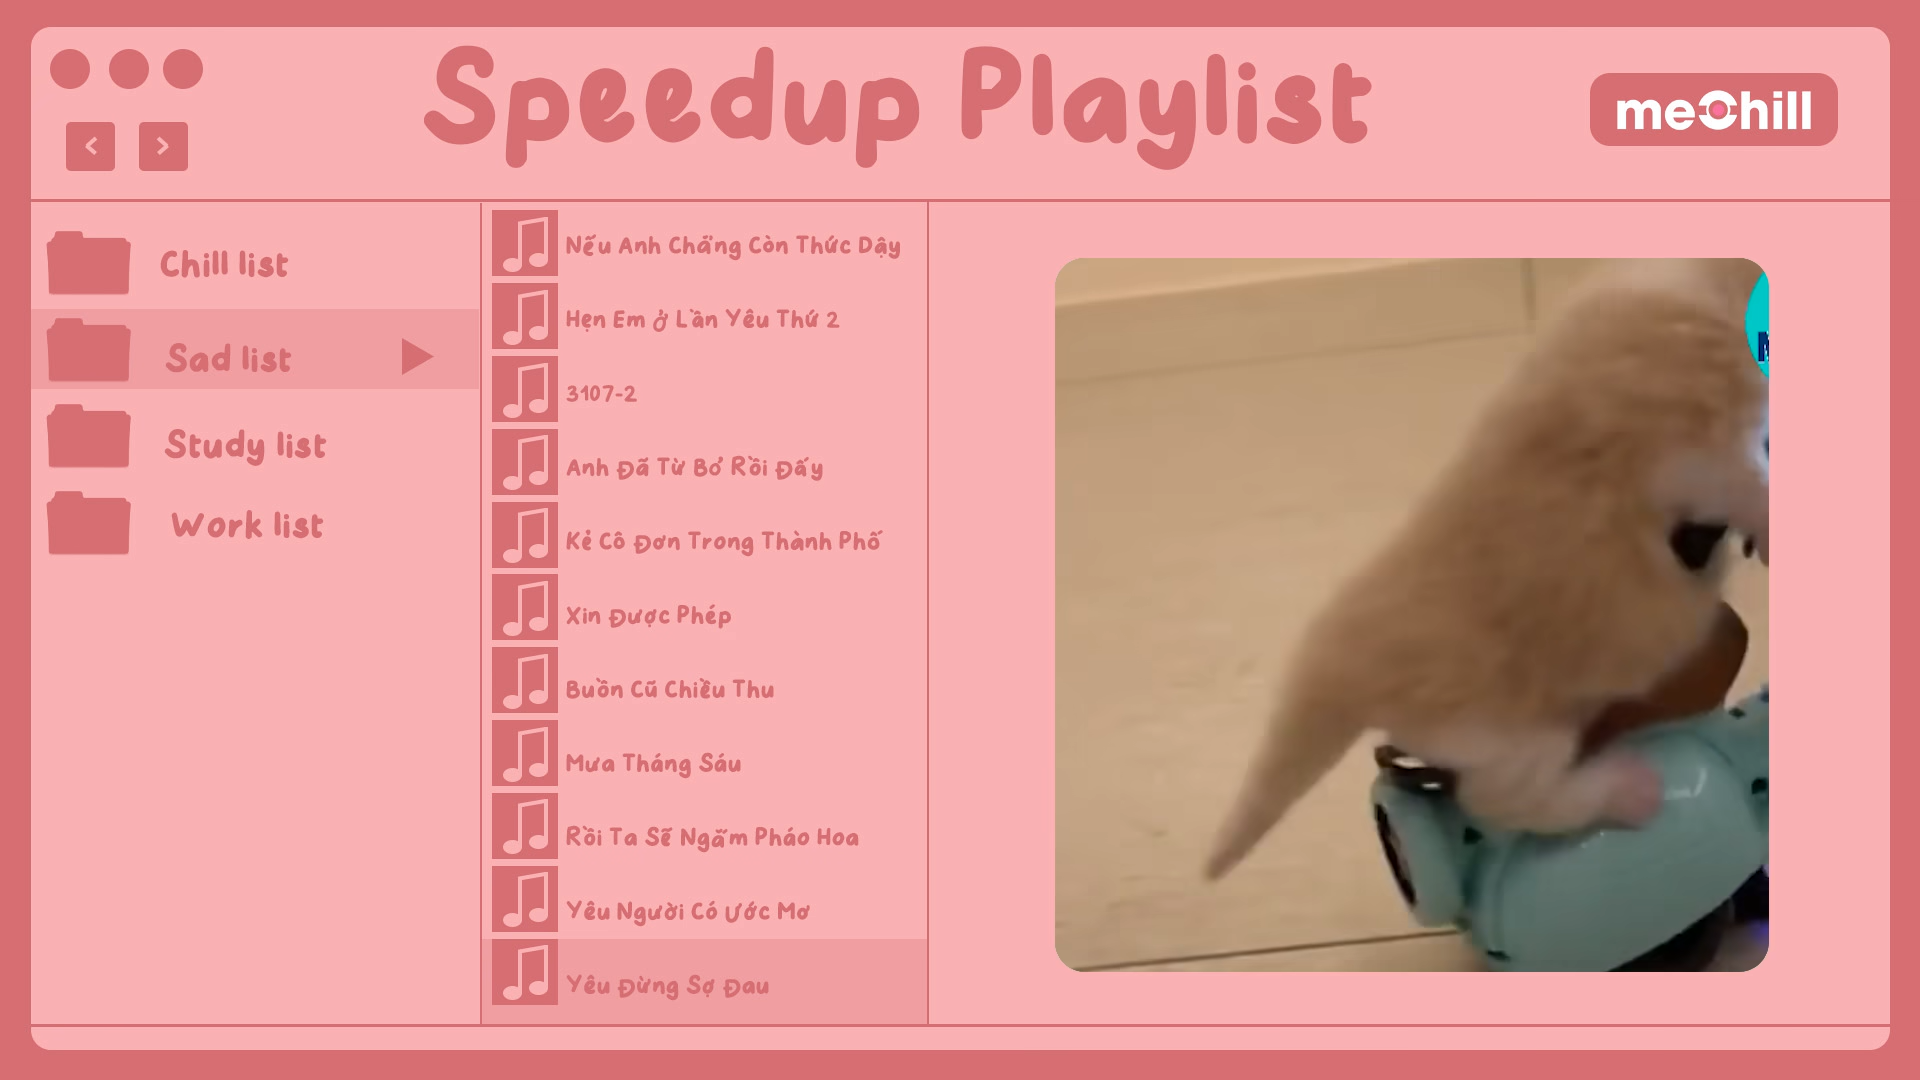 Speedup Playlist
mechill
Chill list
Sad list
Study list
Work list
Nếu Anh Chẳng Còn Thức Dậy
Hẹn Em ở Lần Yêu Thứ 2
3107-2
Anh Đã Từ Bỏ Rồi Đấy
Kẻ Cô Đơn Trong Thành Phố
Xin Được Phép
Buồn Cũ Chiều Thu
Mưa Tháng Sáu
Rồi Ta Sẽ Ngắm Pháo Hoa
Yêu Người Có Ước Mơ
Yêu Đừng Sợ Đau